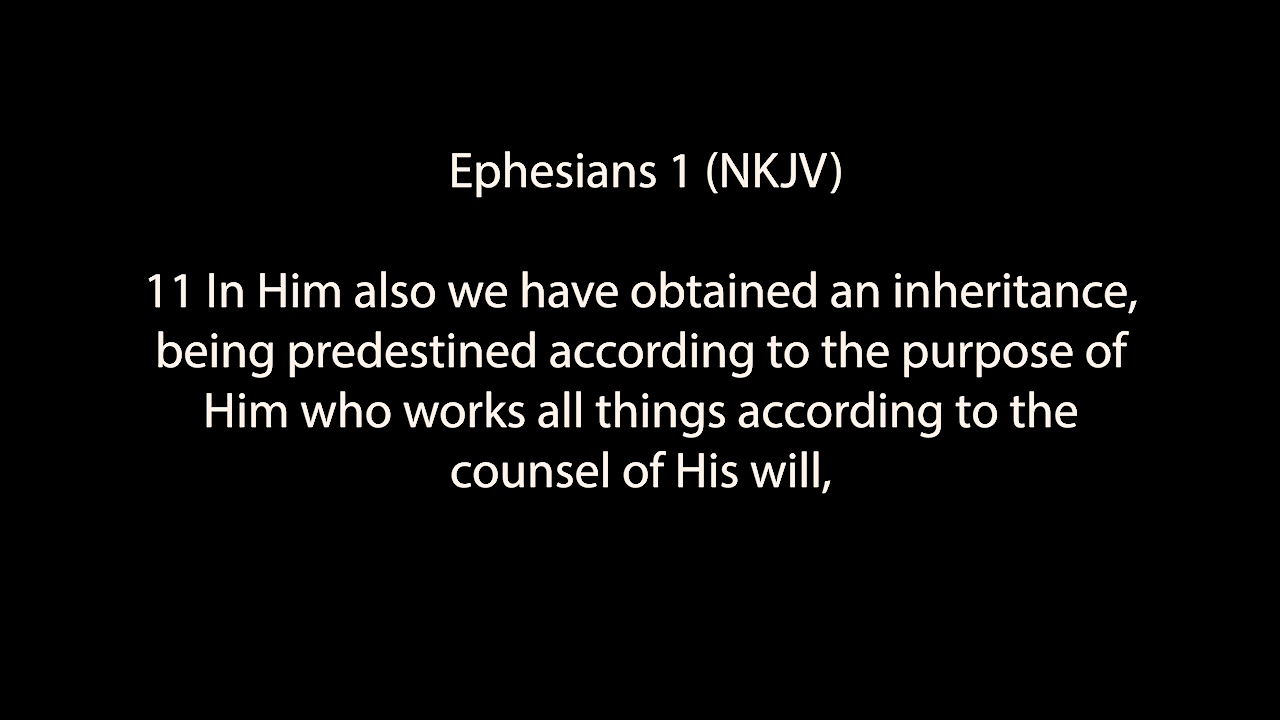 Ephesians 1 (NKJV)
11 In Him also we have obtained an inheritance,
being predestined according to the purpose of
Him who works all things according to the
counsel of His will,